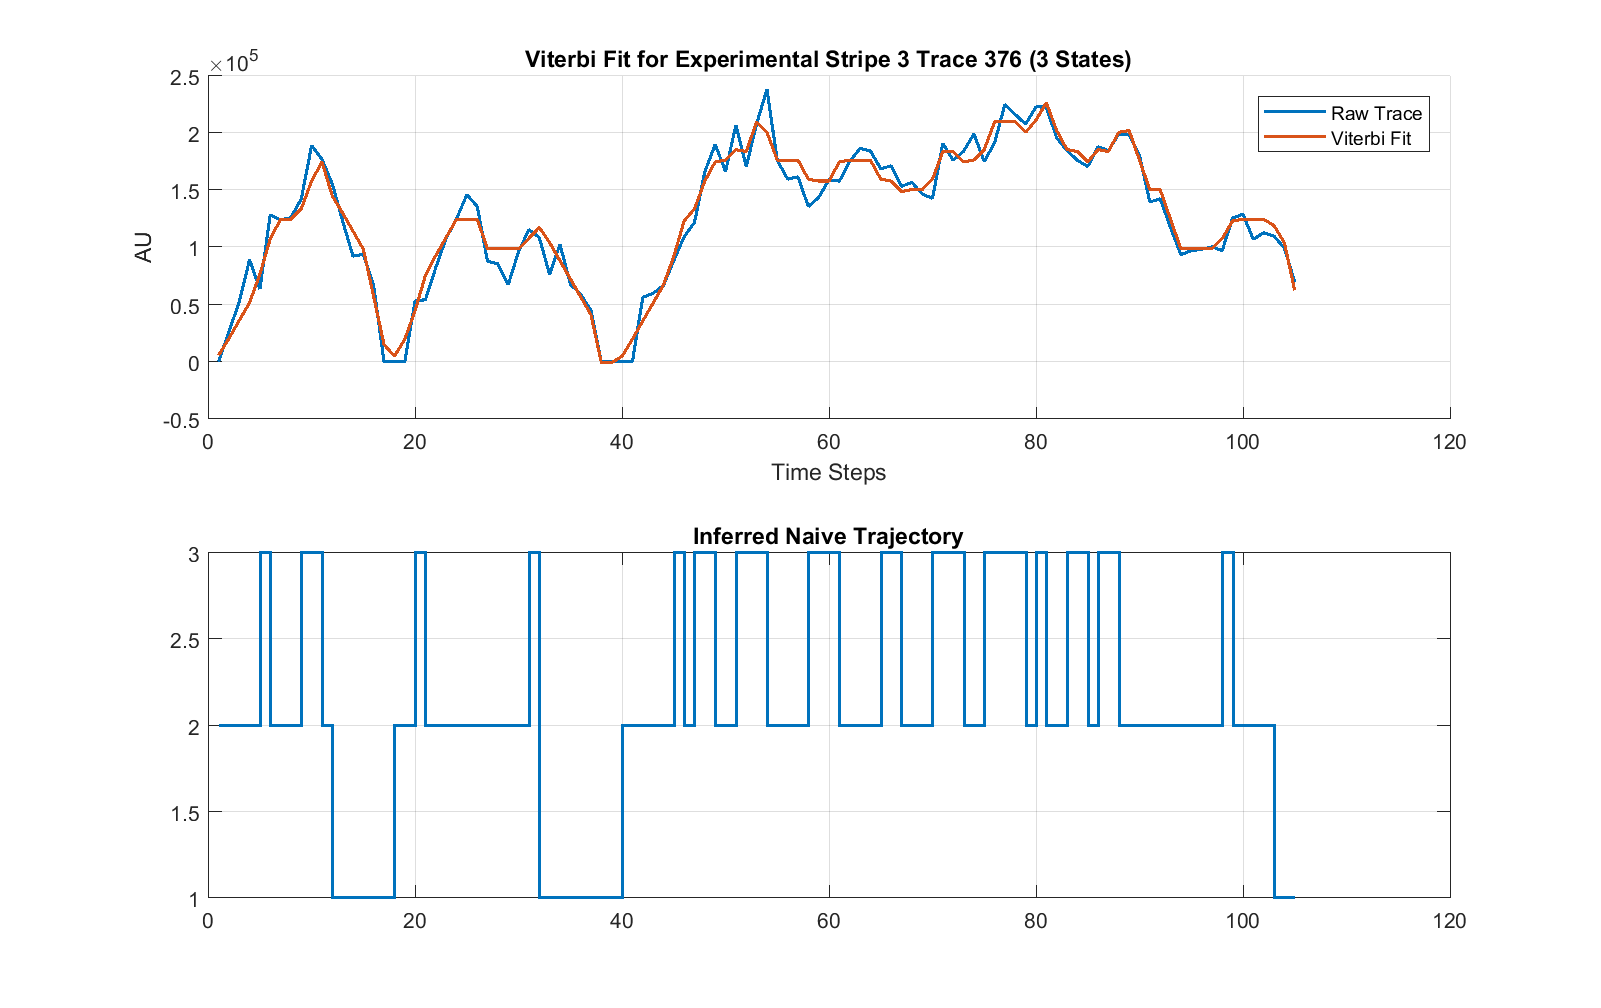 Viterbi Fit for Experimental Stripe 3 Trace 376 (3 States)
×10^5
2.5
2
1.5
1
0.5
0
-0.5
AU
Raw Trace
Viterbi Fit
0 20 40 60 80 100 120
Time Steps
Inferred Naive Trajectory
3
2.5
2
1.5
1
0 20 40 60 80 100 120